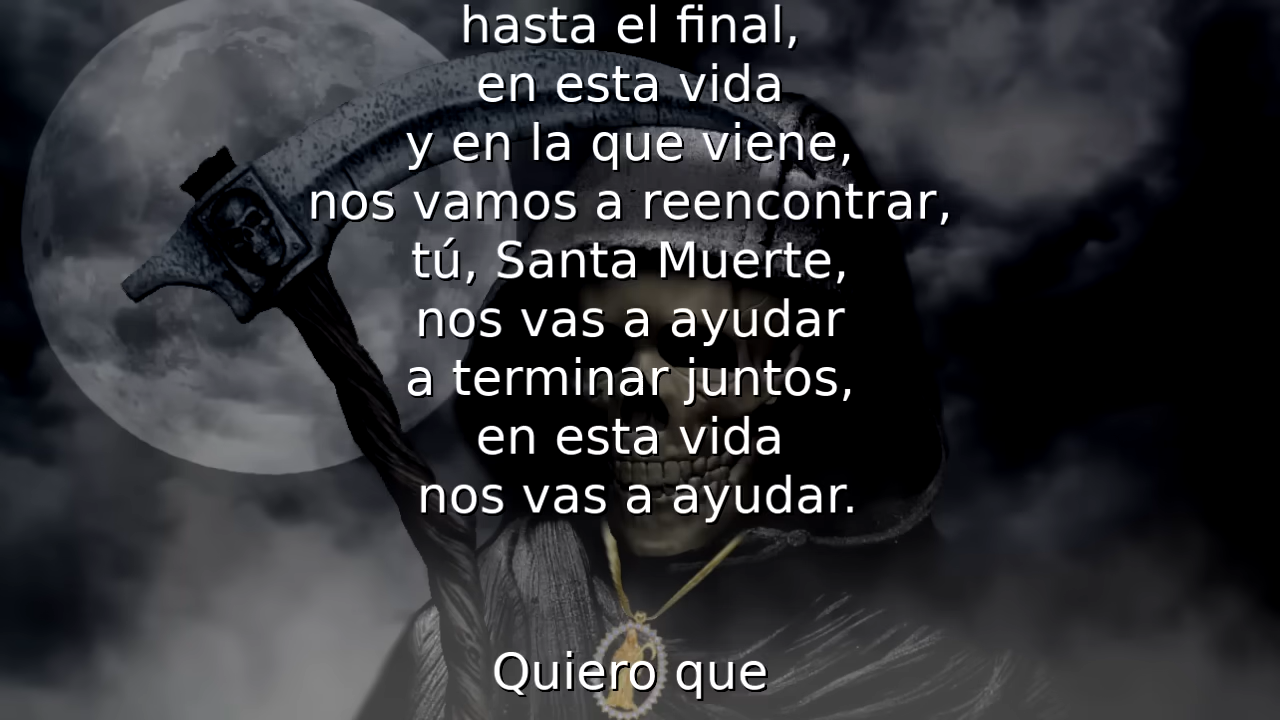 hasta el final,
en esta vida
y en la que viene,
nos vamos a reencontrar,
tú, Santa Muerte,
nos vas a ayudar
a terminar juntos,
en esta vida
nos vas a ayudar.
Quiero que